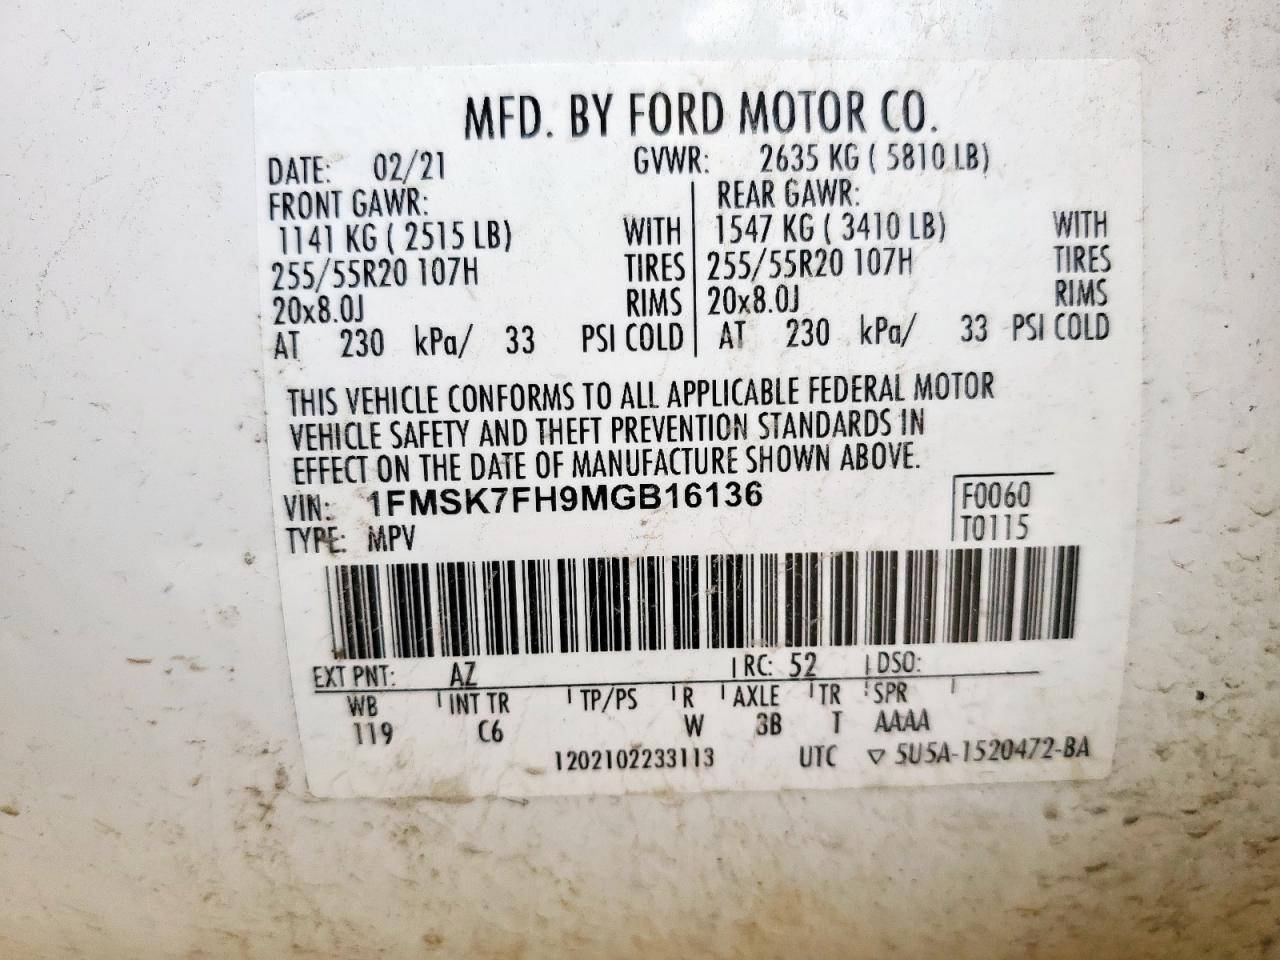 MFD. BY FORD MOTOR CO.
DATE: 02/21 GVWR: 2635 KG ( 5810 LB)
FRONT GAWR: REAR GAWR:
1141 KG ( 2515 LB) WITH 1547 KG ( 3410 LB) WITH
255/55R20 107H TIRES 255/55R20 107H TIRES
20x8.0J RIMS 20x8.0J RIMS
AT 230 kPa/ 33 PSI COLD AT 230 kPa/ 33 PSI COLD
THIS VEHICLE CONFORMS TO ALL APPLICABLE FEDERAL MOTOR
VEHICLE SAFETY AND THEFT PREVENTION STANDARDS IN
EFFECT ON THE DATE OF MANUFACTURE SHOWN ABOVE.
VIN: 1FMSK7FH9MGB16136 F0060
TYPE: MPV T0115
EXT PNT: AZ RC: 52 DSO:
WB INT TR TP/PS R AXLE TR SPR
119 C6 W 3B T AAAA
1202102233113 UTC ▽ SU5A-1520472-BA